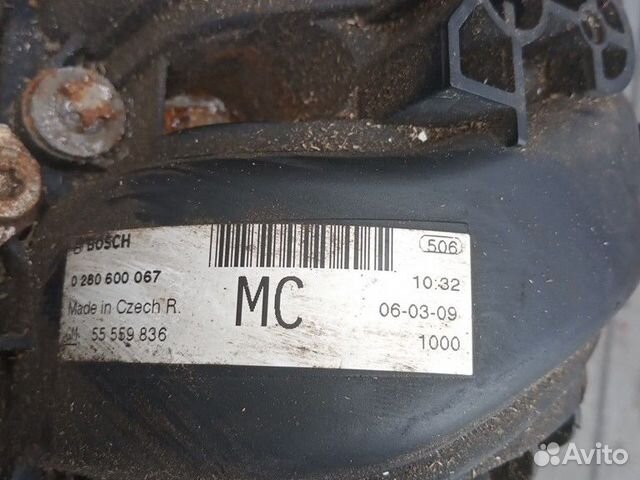 BOSCH
506
0 280 600 067
10:32
Made in Czech R.
MC
06-03-09
GM 55 559 836
1000
Avito